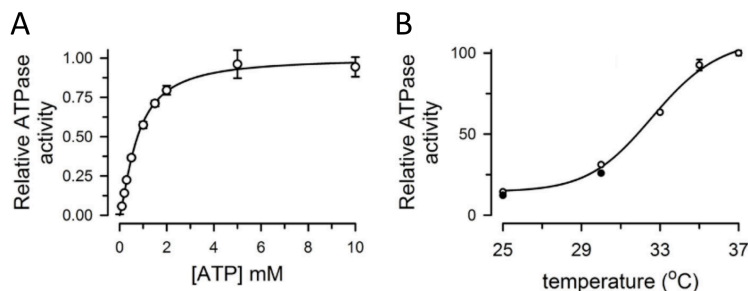 A
Relative ATPase
activity
1.00
0.75
0.50
0.25
0.00
0
2
4
6
8
10
[ATP] mM
B
Relative ATPase
activity
100
50
0
25
29
33
37
temperature (°C)